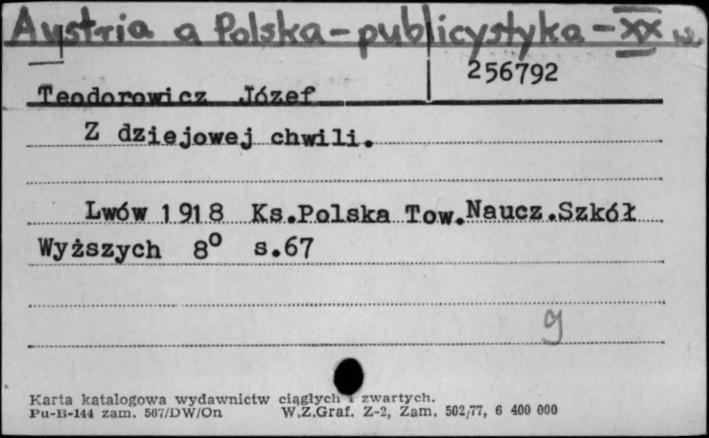 Austria a Polska - publicystyka - XX w.
256792
Teodorowicz Józef
Z dziejowej chwili.
Lwów 1918 Ks.Polska Tow.Naucz.Szkół
Wyższych 8° s.67
g
Karta katalogowa wydawnictw ciągłych i zwartych.
Pu-B-144 zam. 567/DW/On W.Z.Graf. Z-2, Zam. 502/77, 6 400 000